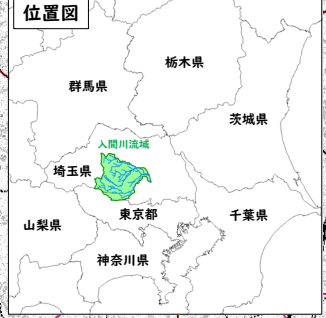 位置図
栃木県
群馬県
茨城県
入間川流域
埼玉県
山梨県
東京都
千葉県
神奈川県